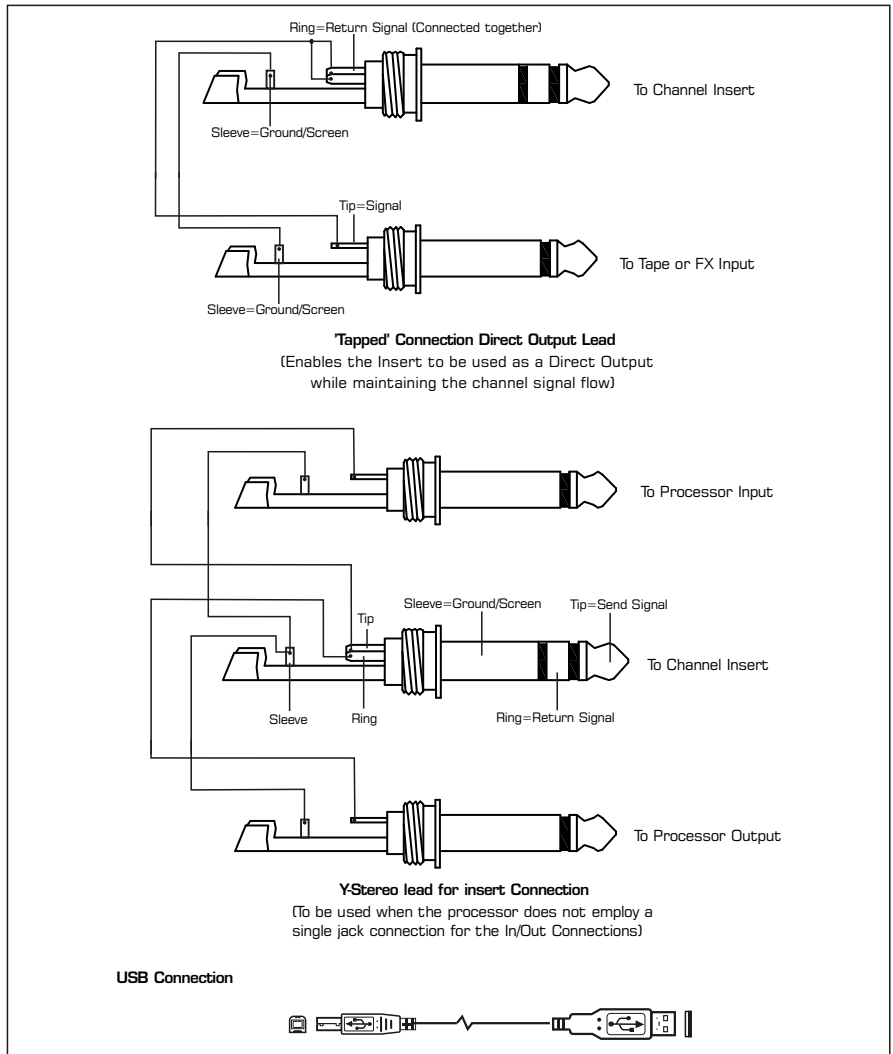 Ring=Return Signal (Connected together)
To Channel Insert
Sleeve=Ground/Screen
Tip=Signal
To Tape or FX Input
Sleeve=Ground/Screen
'Tapped' Connection Direct Output Lead
(Enables the Insert to be used as a Direct Output
while maintaining the channel signal flow)
To Processor Input
Sleeve=Ground/Screen
Tip=Send Signal
Tip
To Channel Insert
Sleeve
Ring
Ring=Return Signal
To Processor Output
Y-Stereo lead for insert Connection
(To be used when the processor does not employ a
single jack connection for the In/Out Connections)
USB Connection